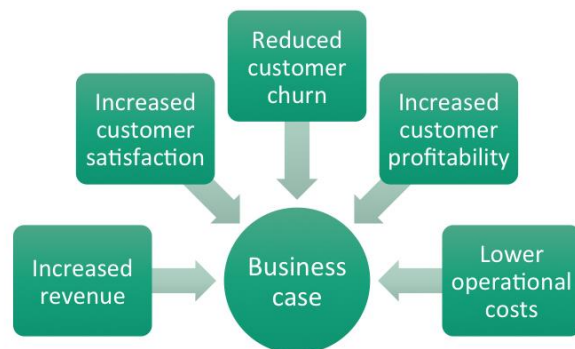 Reduced
customer
churn
Increased
customer
satisfaction
Increased
customer
profitability
Increased
revenue
Business
case
Lower
operational
costs